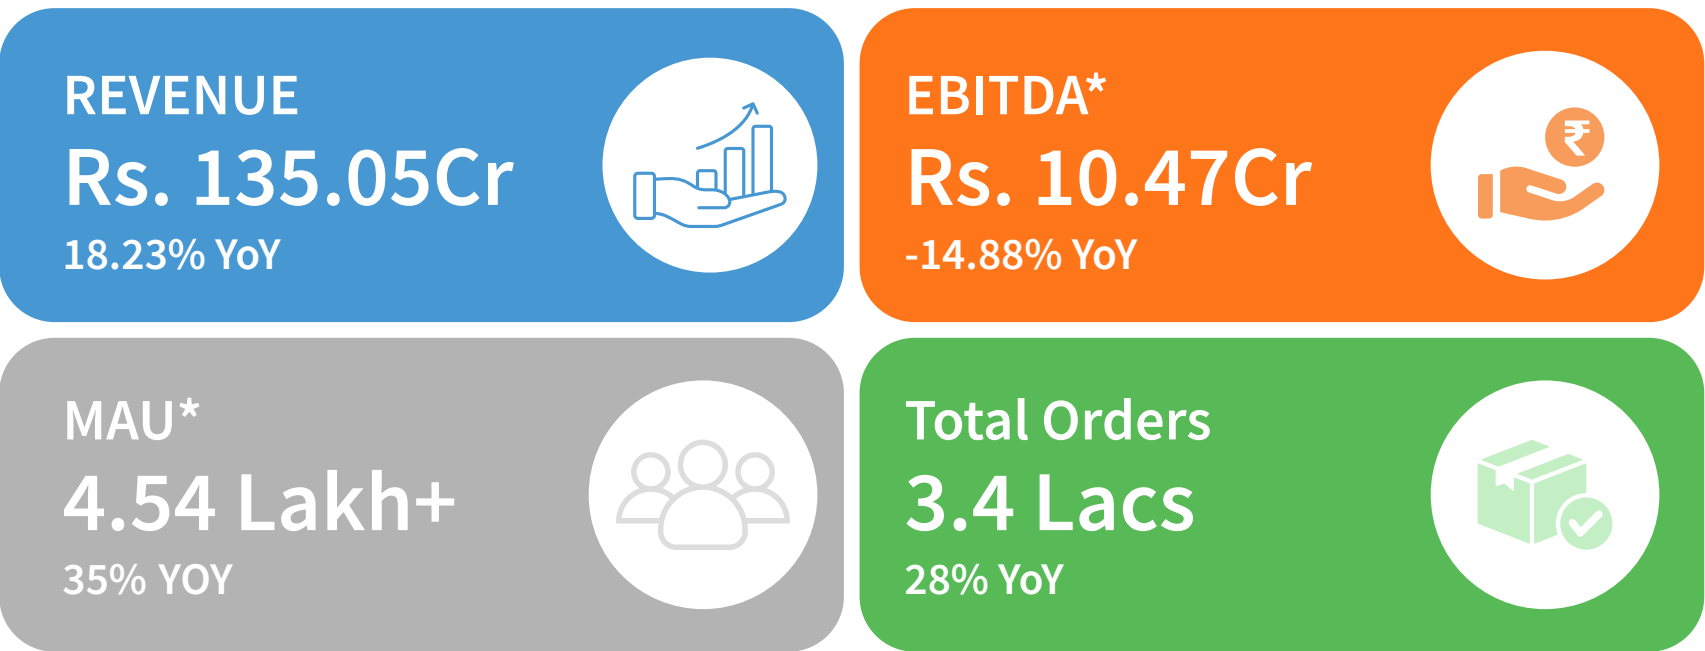 REVENUE
Rs. 135.05Cr
18.23% YoY
EBITDA*
Rs. 10.47Cr
-14.88% YoY
₹
MAU*
4.54 Lakh+
35% YOY
Total Orders
3.4 Lacs
28% YoY